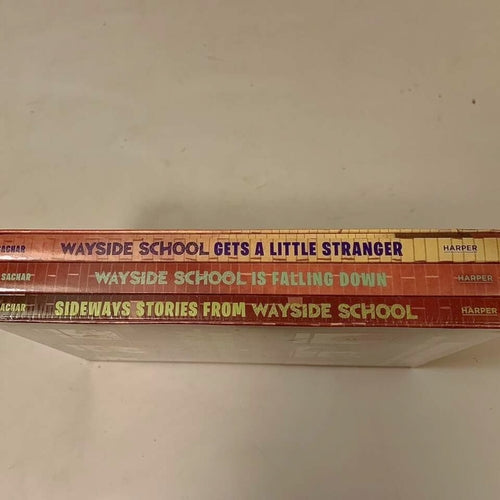 SACHAR WAYSIDE SCHOOL GETS A LITTLE STRANGER HARPER
SACHAR WAYSIDE SCHOOL IS FALLING DOWN HARPER
SACHAR SIDEWAYS STORIES FROM WAYSIDE SCHOOL HARPER